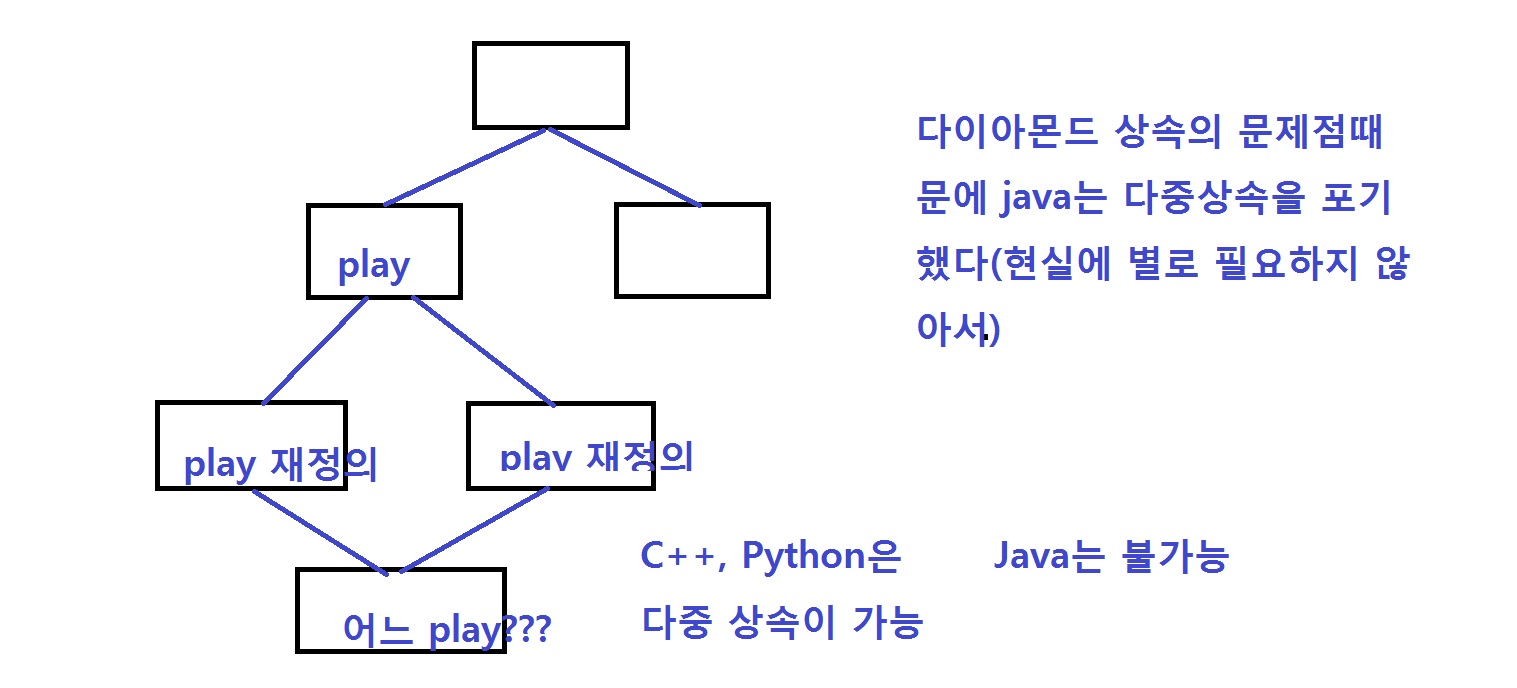 다이아몬드 상속의 문제점때
문에 java는 다중상속을 포기
했다(현실에 별로 필요하지 않
아서)
play
play 재정의
play 재정의
어느 play???
C++, Python은
다중 상속이 가능
Java는 불가능